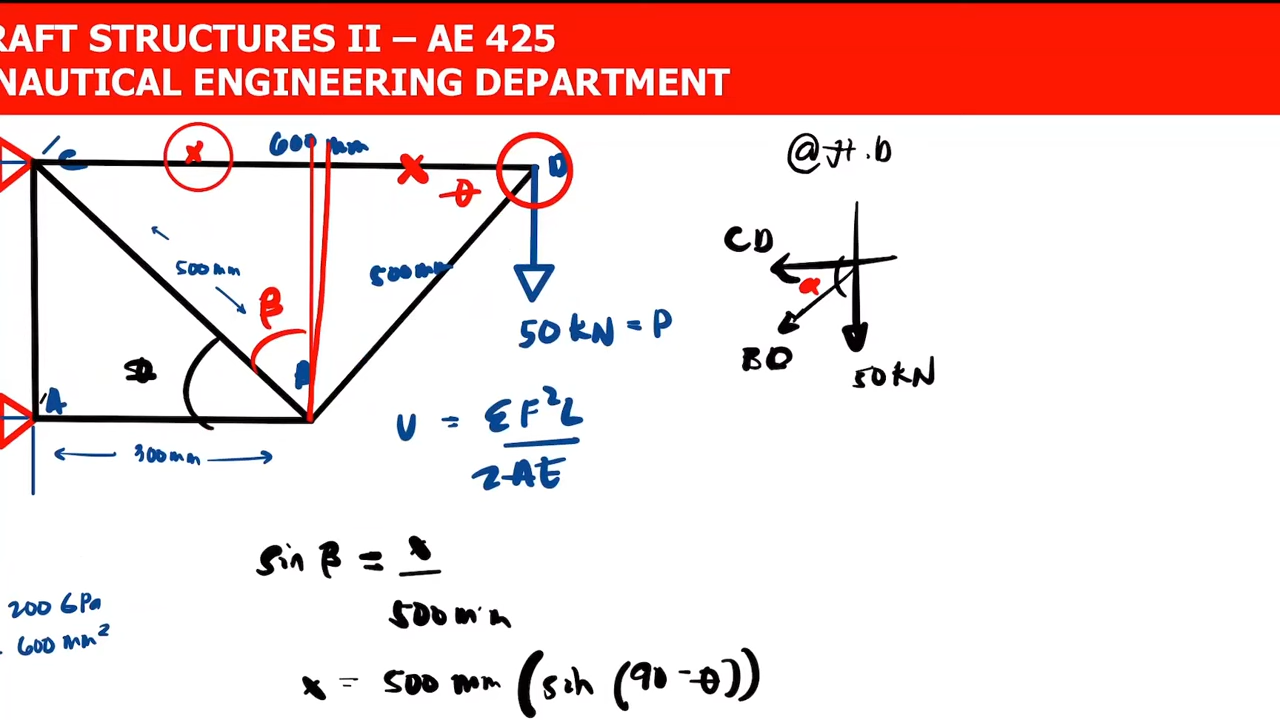 RAFT STRUCTURES II – AE 425
NAUTICAL ENGINEERING DEPARTMENT
C
x
600 mm
x
θ
D
@ Jt. D
CD
α
BD
50 kN
500 mm
500 mm
β
50 kN = P
B
A
300 mm
U = ΣF²L
2AE
sin β = x
500 mm
200 GPa
600 mm²
x = 500 mm (sin (90 - θ))